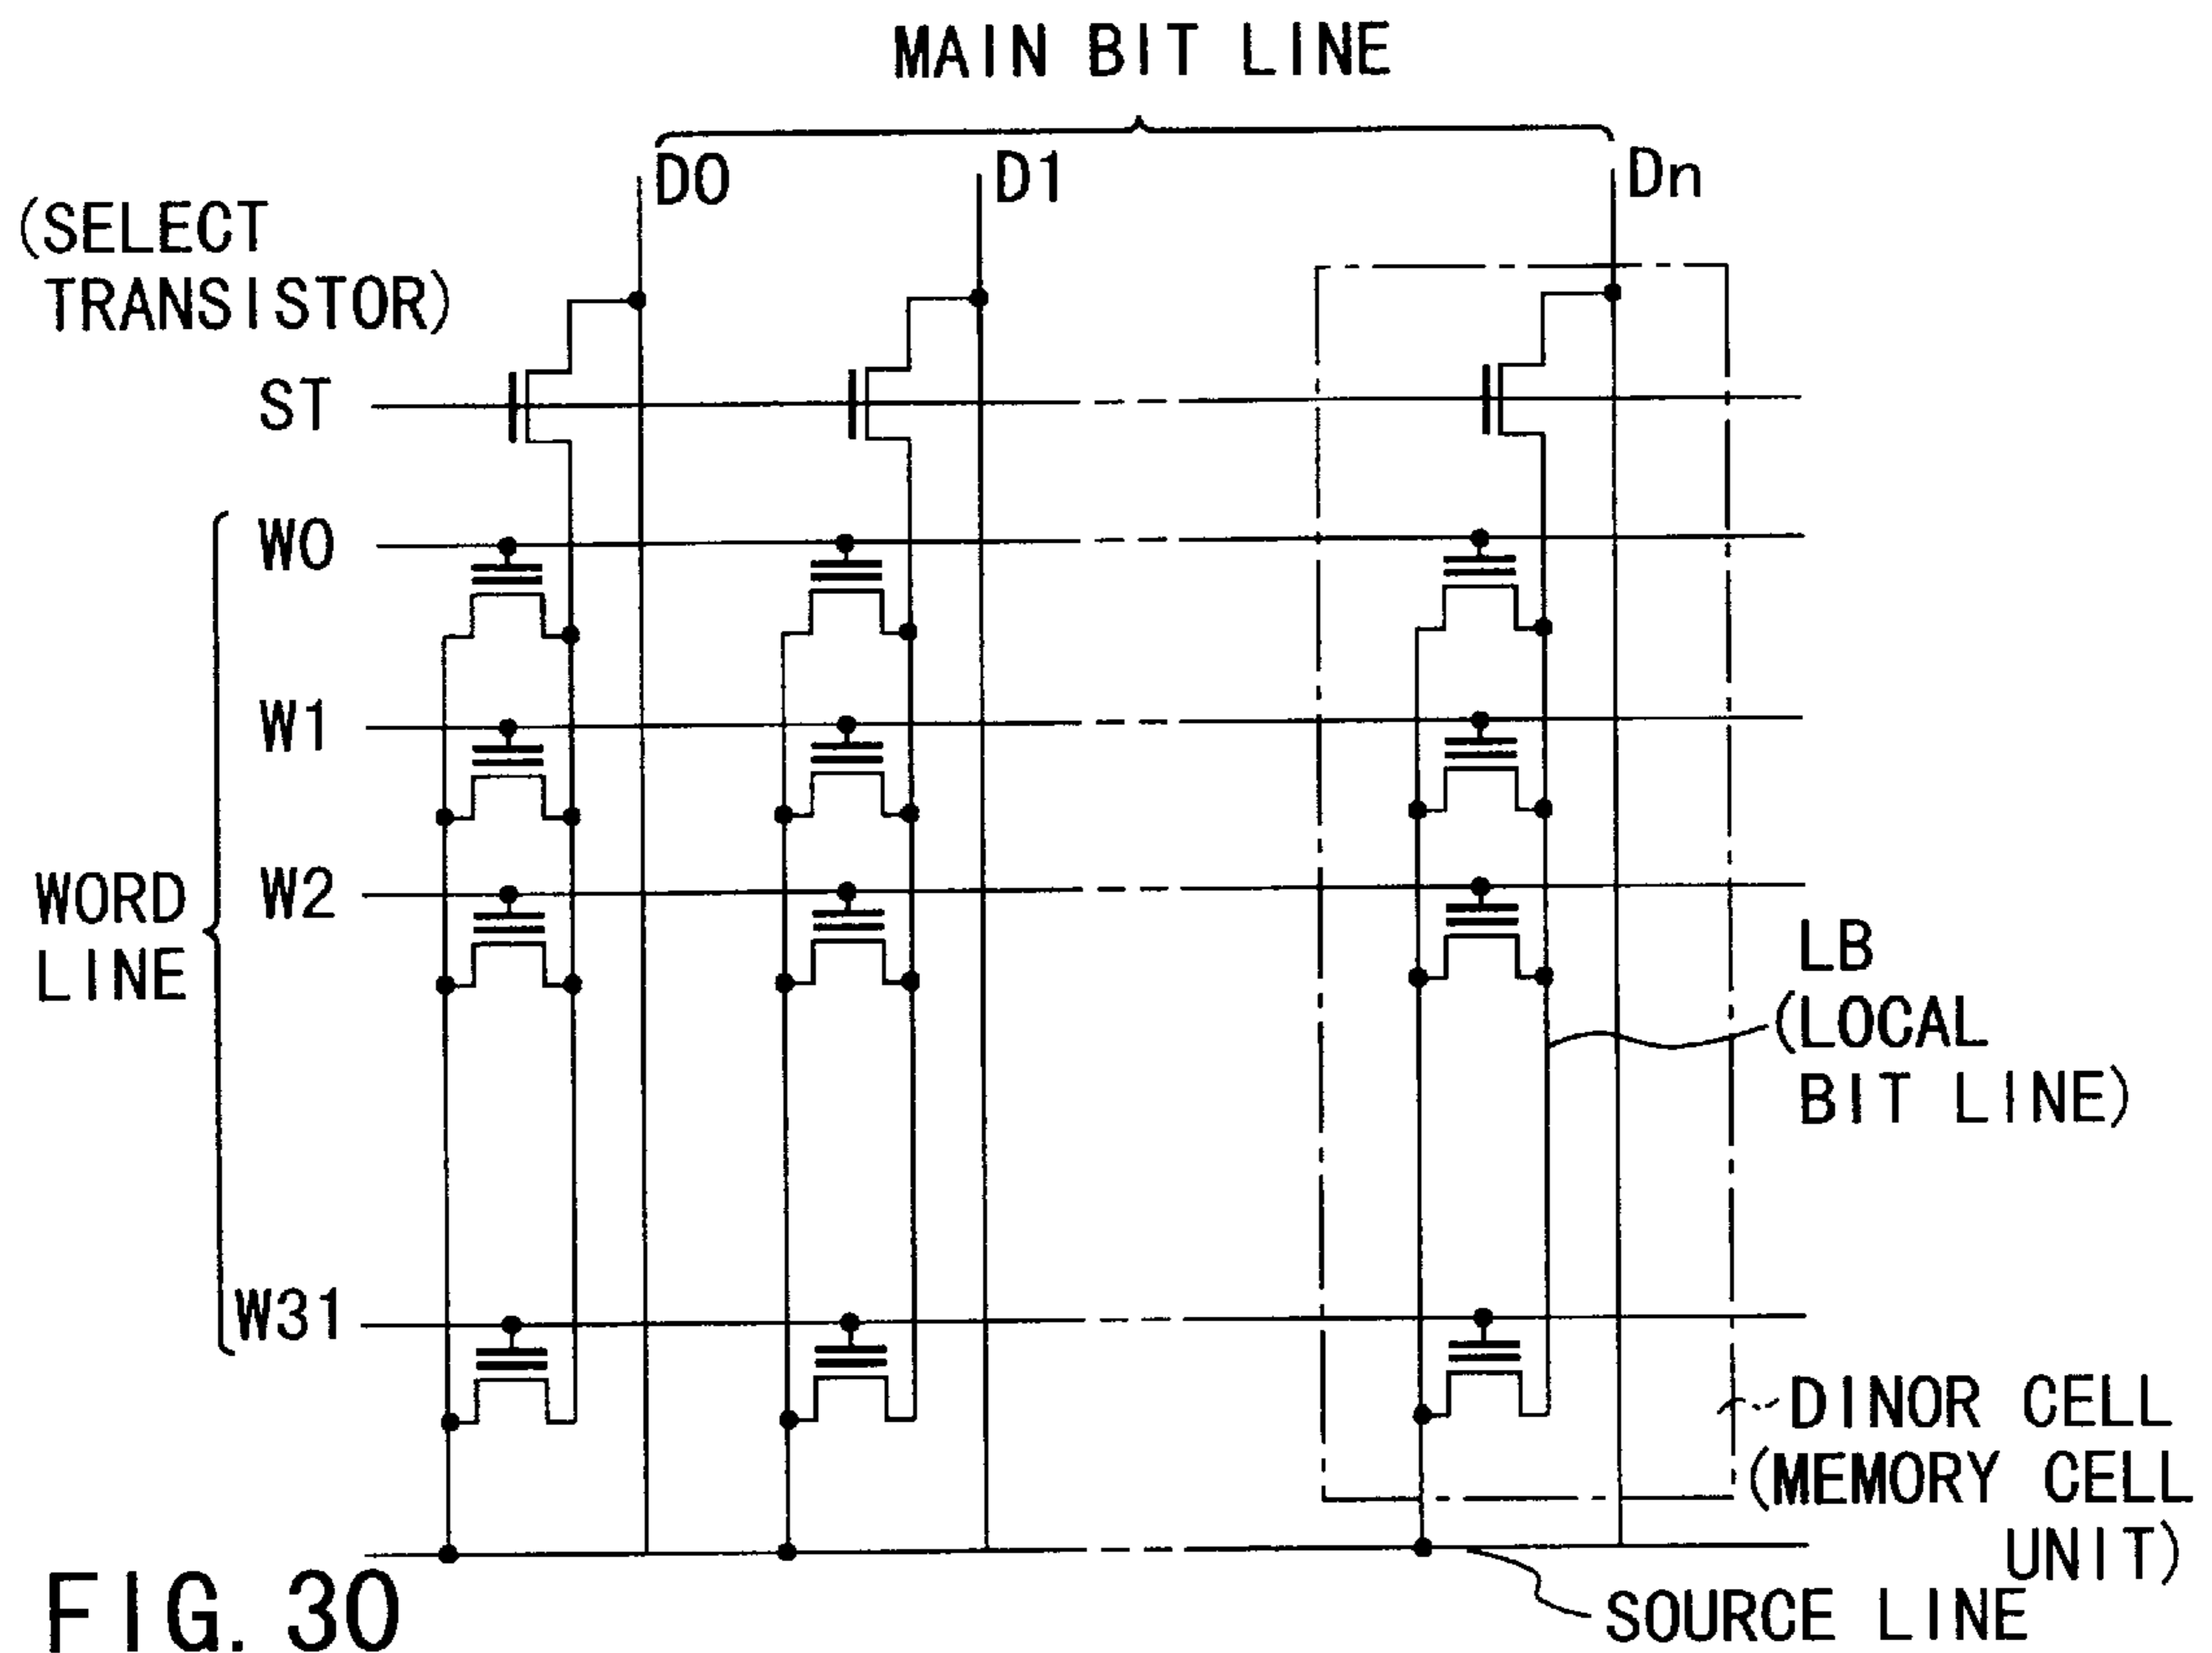 MAIN BIT LINE
D0
D1
Dn
(SELECT
TRANSISTOR)
ST
W0
W1
W2
WORD
LINE
W31
LB
(LOCAL
BIT LINE)
DINOR CELL
(MEMORY CELL
UNIT)
SOURCE LINE
FIG. 30